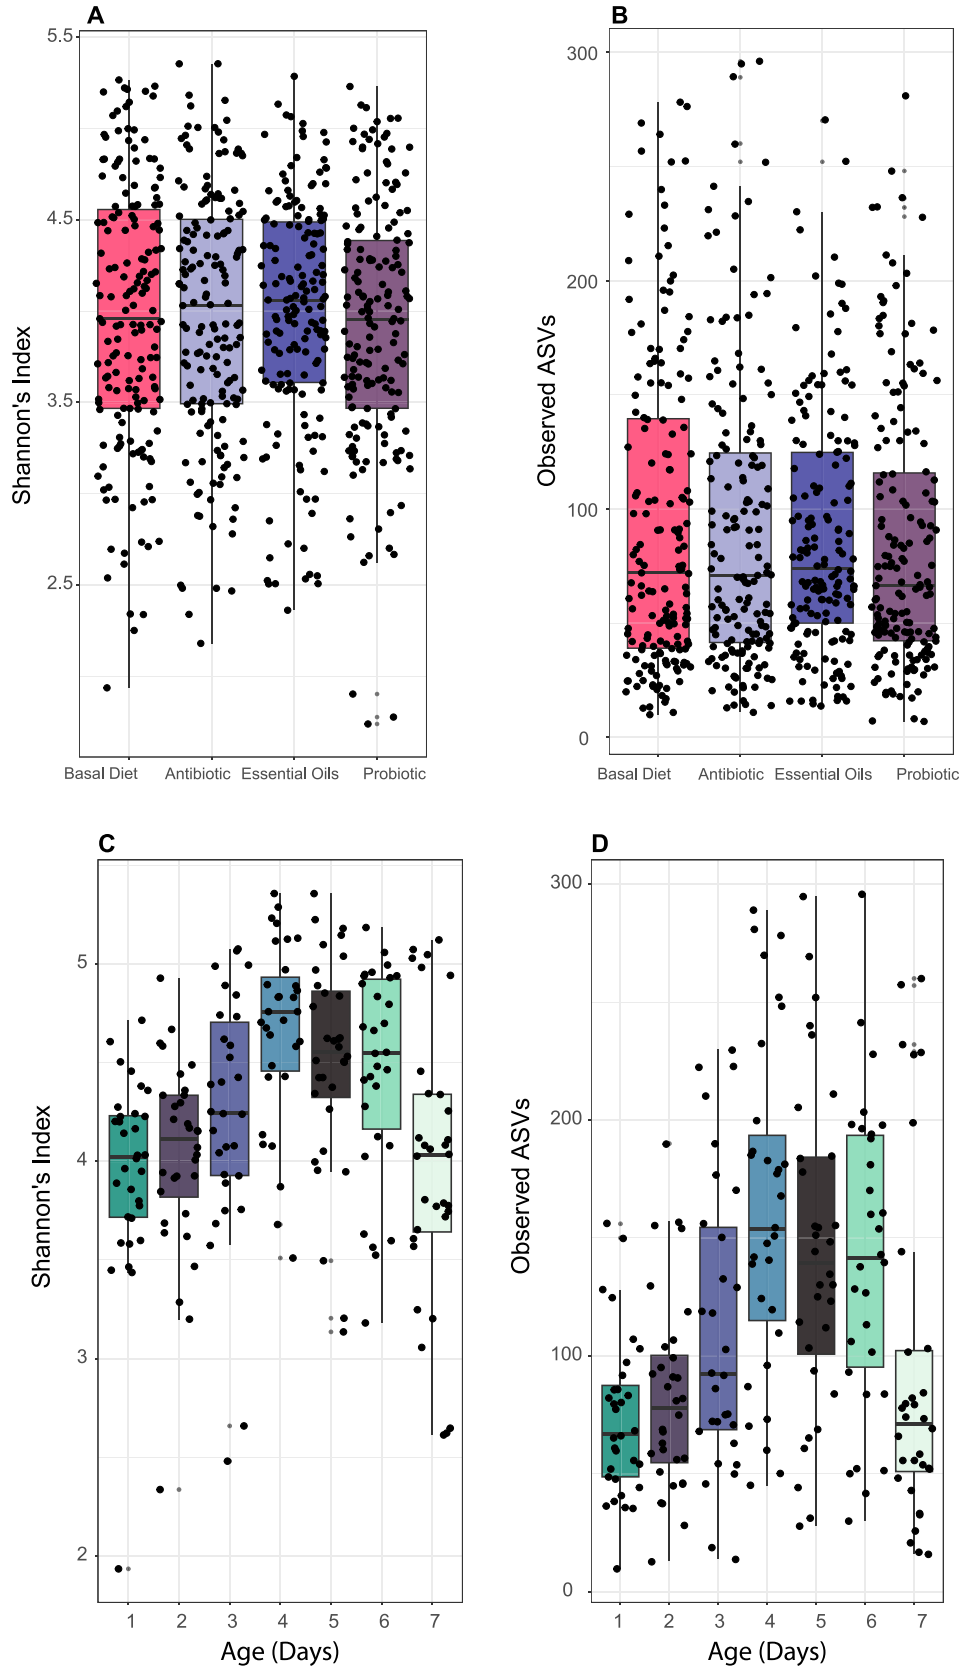 A
B
5.5
4.5
3.5
2.5
Shannon's Index
Basal Diet Antibiotic Essential Oils Probiotic
300
200
100
0
Observed ASVs
Basal Diet Antibiotic Essential Oils Probiotic
C
D
5
4
3
2
Shannon's Index
1 2 3 4 5 6 7
Age (Days)
300
200
100
0
Observed ASVs
1 2 3 4 5 6 7
Age (Days)